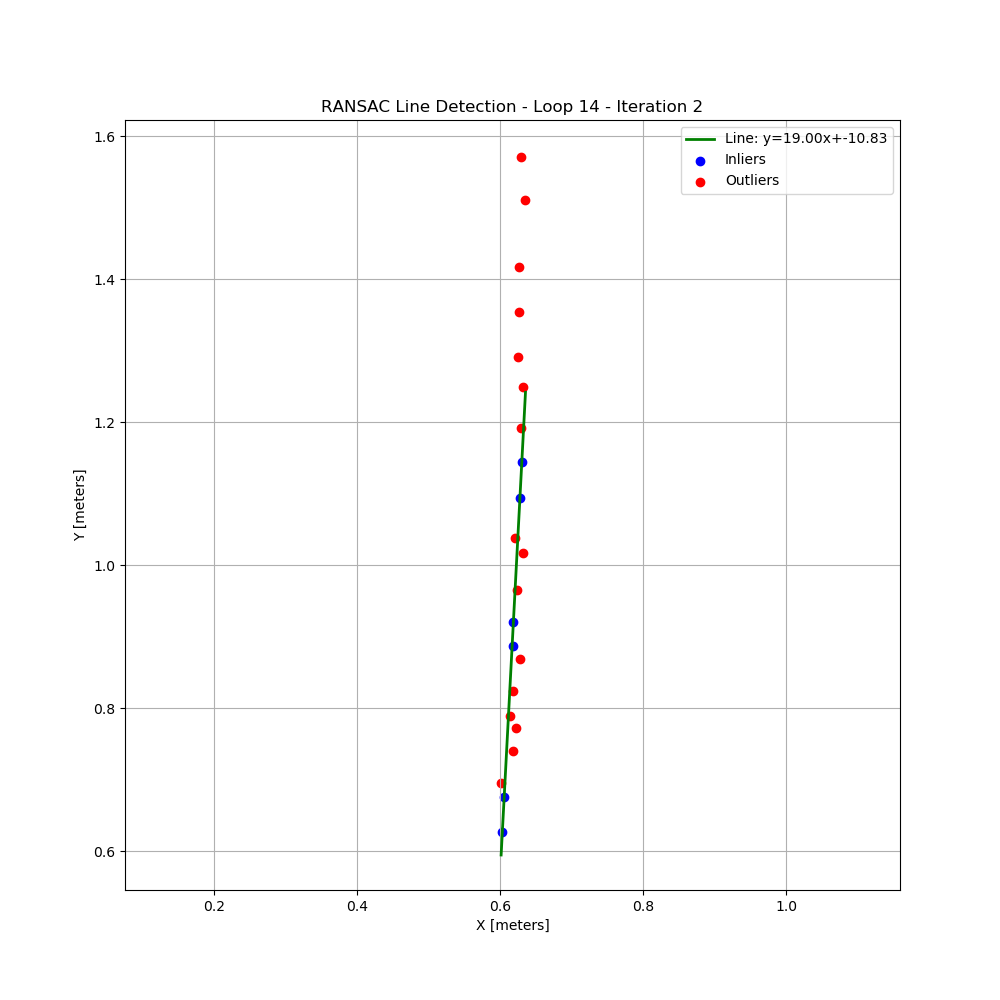 RANSAC Line Detection - Loop 14 - Iteration 2
Line: y=19.00x+-10.83
Inliers
Outliers
1.6
1.4
1.2
1.0
0.8
0.6
Y [meters]
0.2 0.4 0.6 0.8 1.0
X [meters]